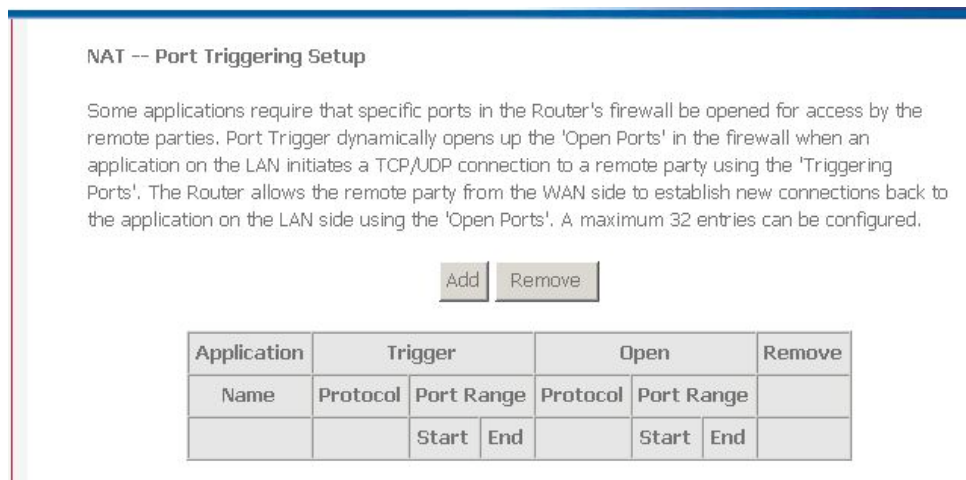 NAT -- Port Triggering Setup
Some applications require that specific ports in the Router's firewall be opened for access by the
remote parties. Port Trigger dynamically opens up the 'Open Ports' in the firewall when an
application on the LAN initiates a TCP/UDP connection to a remote party using the 'Triggering
Ports'. The Router allows the remote party from the WAN side to establish new connections back to
the application on the LAN side using the 'Open Ports'. A maximum 32 entries can be configured.
Add Remove
Application Trigger Open Remove
Name Protocol Port Range Protocol Port Range
Start End Start End